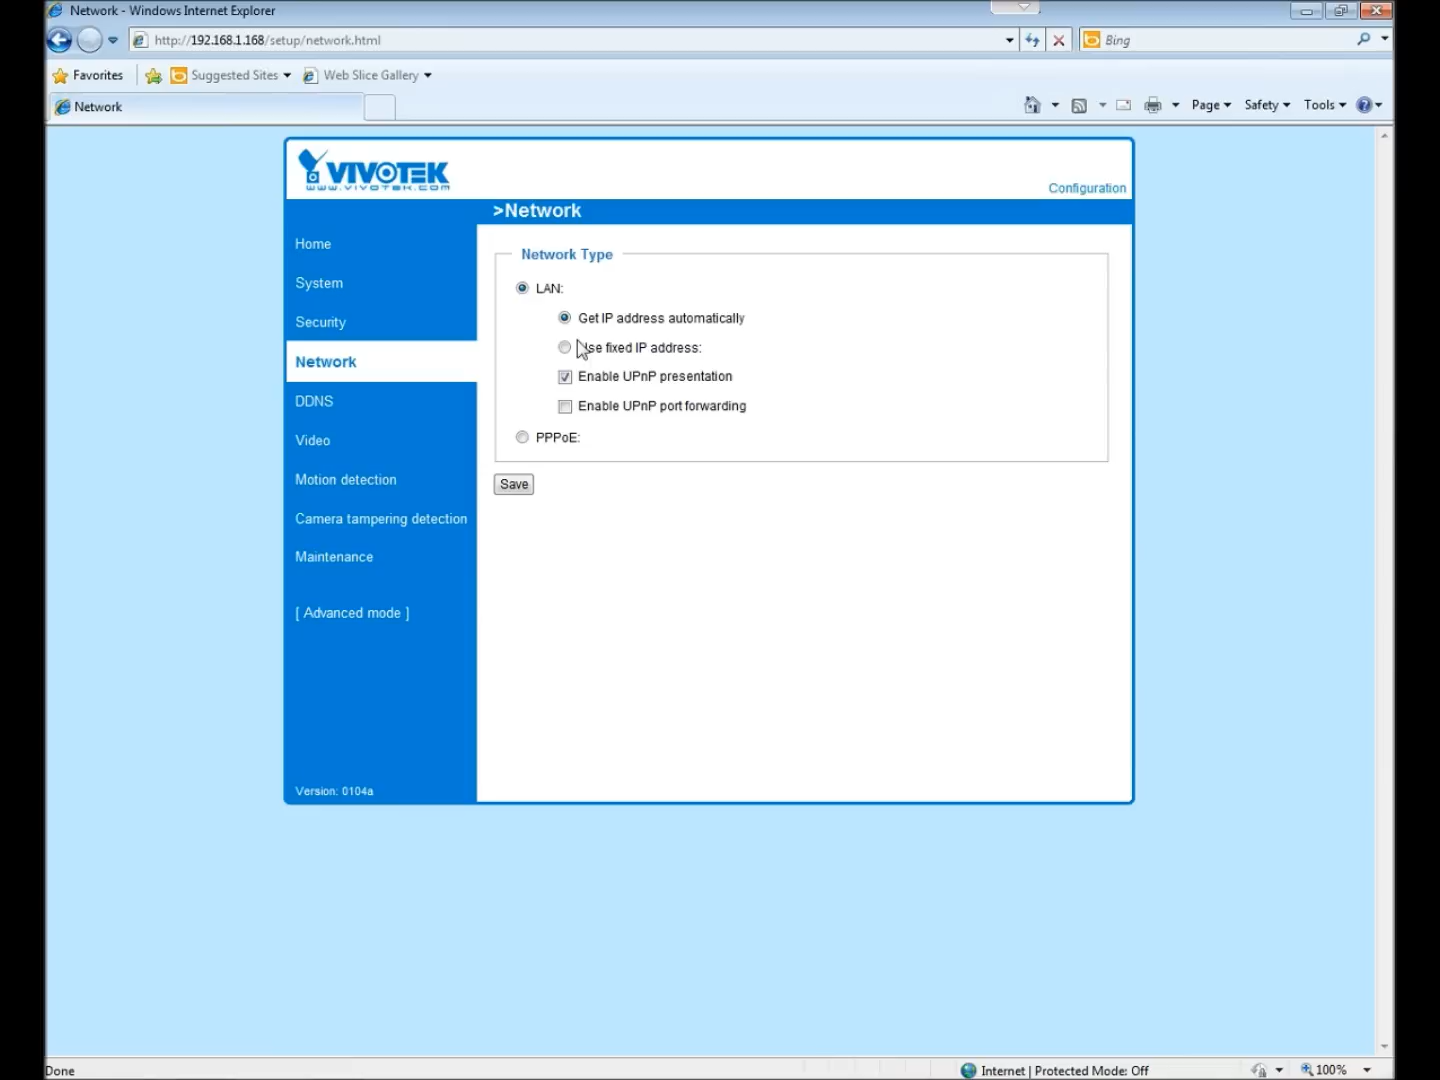 Network - Windows Internet Explorer
http://192.168.1.168/setup/network.html
Bing
Favorites
Suggested Sites
Web Slice Gallery
Network
Page
Safety
Tools
VIVOTEK
www.vivotek.com
Configuration
>Network
Home
System
Security
Network
DDNS
Video
Motion detection
Camera tampering detection
Maintenance
[ Advanced mode ]
Version: 0104a
Network Type
LAN:
Get IP address automatically
Use fixed IP address:
Enable UPnP presentation
Enable UPnP port forwarding
PPPoE:
Save
Done
Internet | Protected Mode: Off
100%